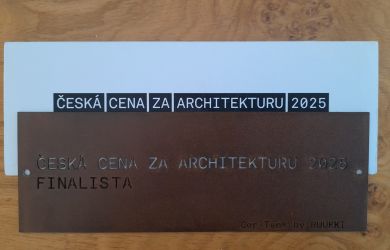 ČESKÁ CENA ZA ARCHITEKTURU 2025
ČESKÁ CENA ZA ARCHITEKTURU 2025
FINALISTA
Cor-Ten® by RUUKKI